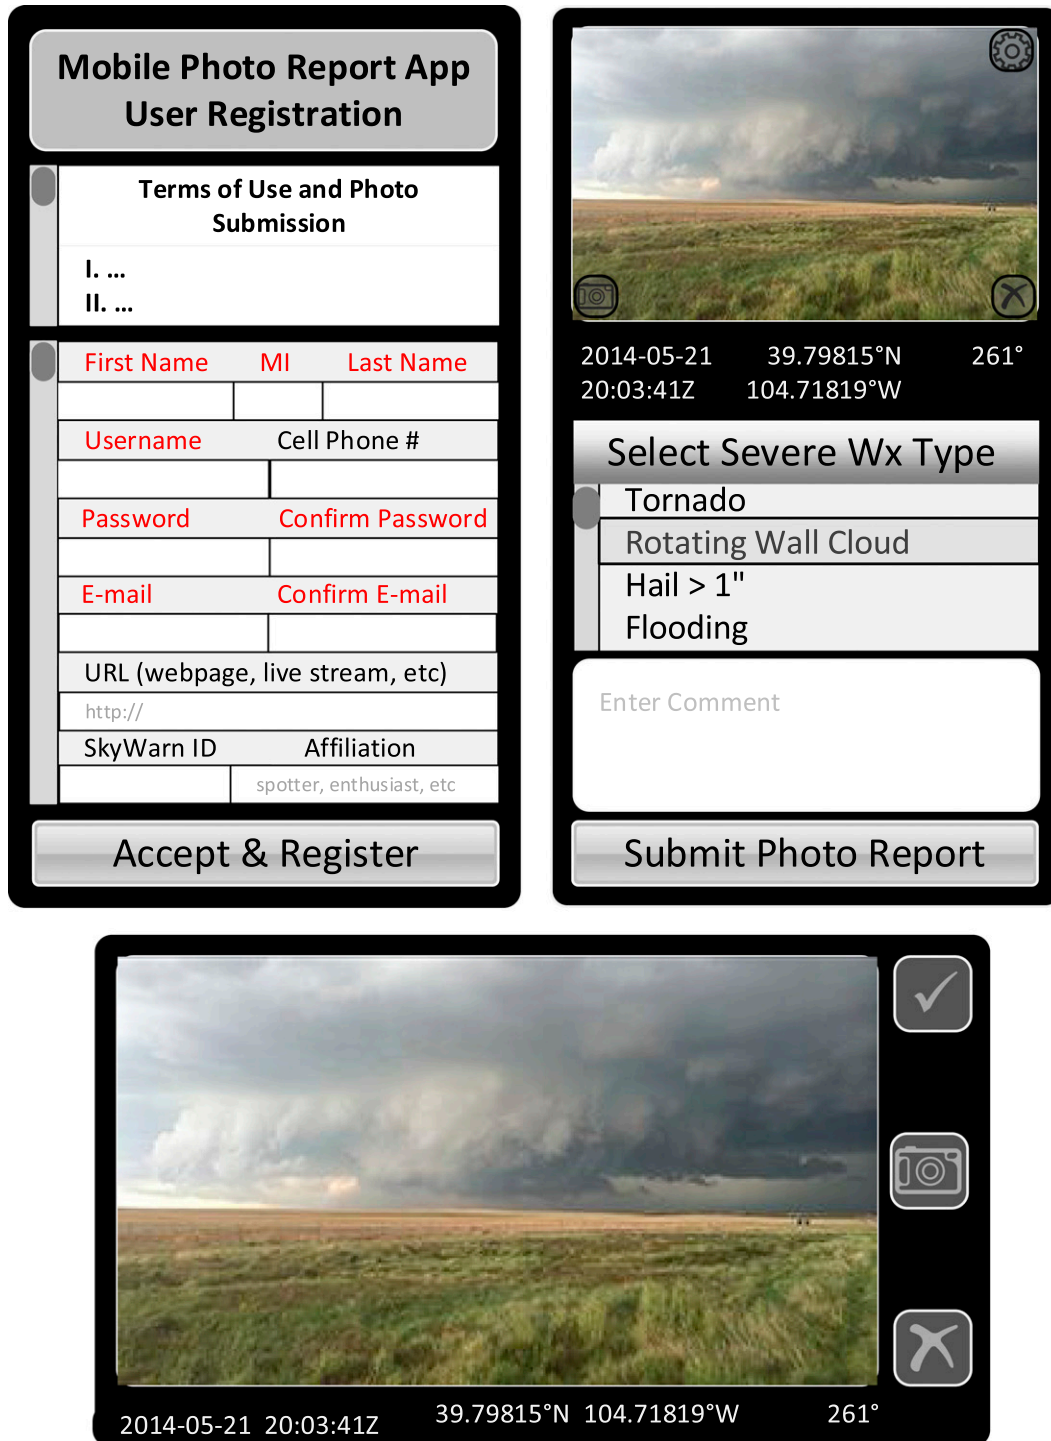 Mobile Photo Report App
User Registration
Terms of Use and Photo
Submission
I. ...
II. ...
First Name MI Last Name
Username Cell Phone #
Password Confirm Password
E-mail Confirm E-mail
URL (webpage, live stream, etc)
http://
SkyWarn ID Affiliation
spotter, enthusiast, etc
Accept & Register
2014-05-21 39.79815°N 261°
20:03:41Z 104.71819°W
Select Severe Wx Type
Tornado
Rotating Wall Cloud
Hail > 1"
Flooding
Enter Comment
Submit Photo Report
2014-05-21 20:03:41Z 39.79815°N 104.71819°W 261°